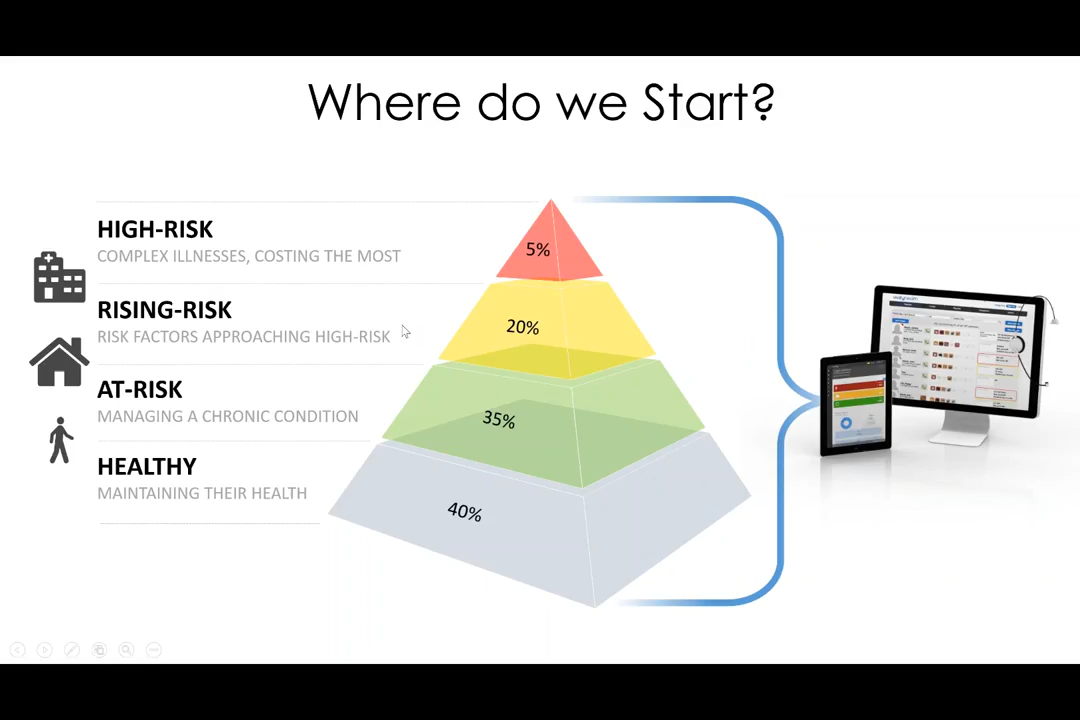 Where do we Start?
HIGH-RISK
COMPLEX ILLNESSES, COSTING THE MOST
RISING-RISK
RISK FACTORS APPROACHING HIGH-RISK
AT-RISK
MANAGING A CHRONIC CONDITION
HEALTHY
MAINTAINING THEIR HEALTH
5%
20%
35%
40%